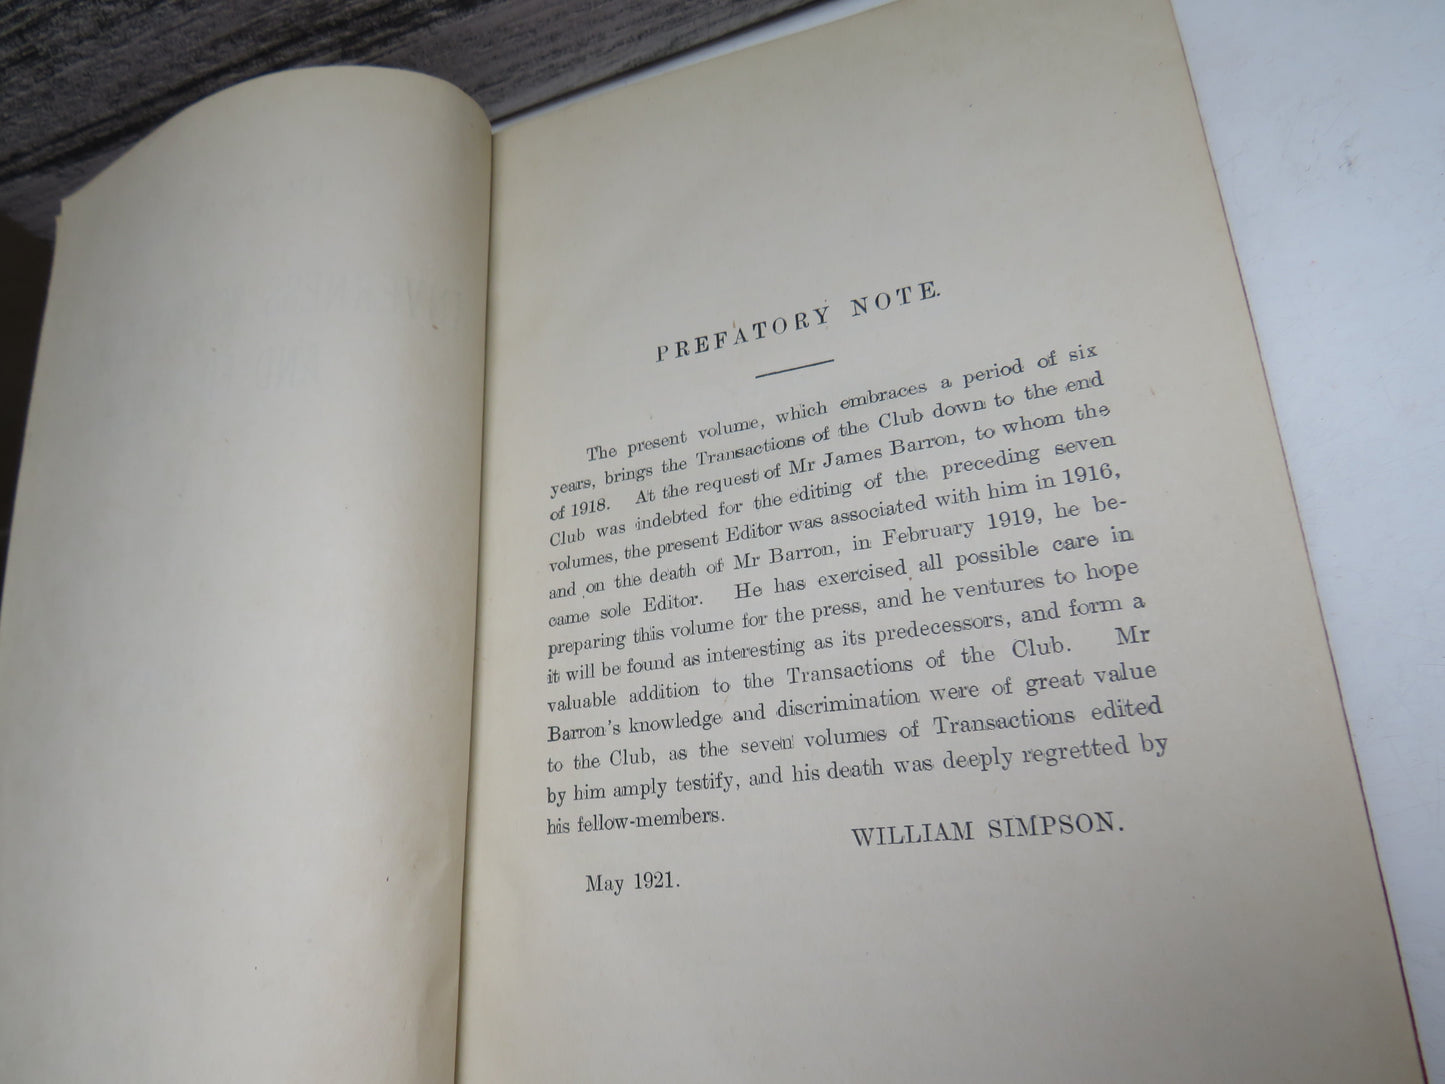 PREFATORY NOTE.
The present volume, which embraces a period of six
years, brings the Transactions of the Club down to the end
of 1918. At the request of Mr James Barron, to whom the
Club was indebted for the editing of the preceding seven
volumes, the present Editor was associated with him in 1916,
and on the death of Mr Barron, in February 1919, he be-
came sole Editor. He has exercised all possible care in
preparing this volume for the press, and he ventures to hope
it will be found as interesting as its predecessors, and form a
valuable addition to the Transactions of the Club. Mr
Barron's knowledge and discrimination were of great value
to the Club, as the seven volumes of Transactions edited
by him amply testify, and his death was deeply regretted by
his fellow-members.
WILLIAM SIMPSON.
May 1921.